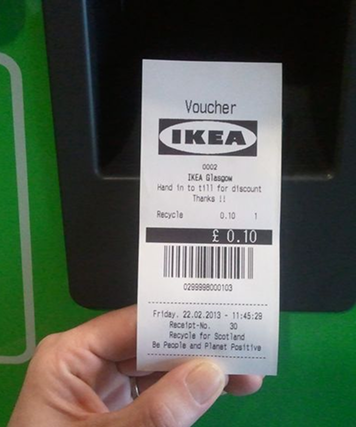 Voucher
IKEA
0002
IKEA Glasgow
Hand in to till for discount
Thanks !!
Recycle 0.10 1
£ 0.10
0299998000103
Friday, 22.02.2013 - 11:45:29
Receipt-No. 30
Recycle for Scotland
Be People and Planet Positive